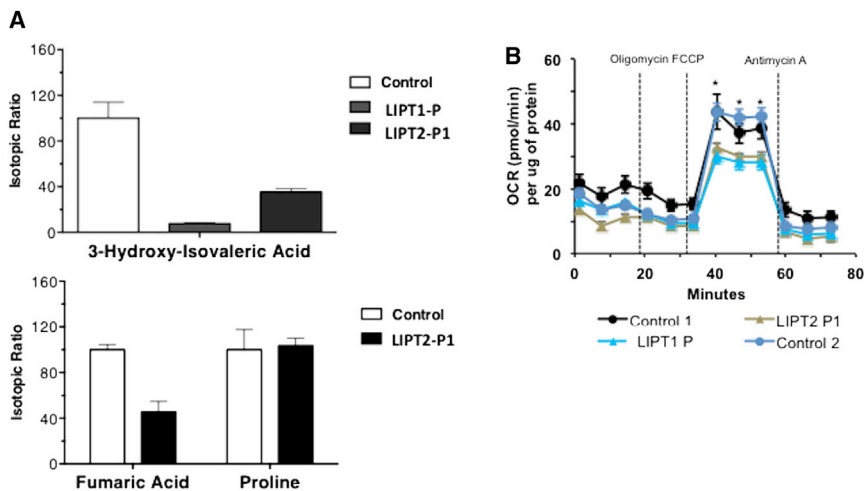 A
160
120
80
40
0
Isotopic Ratio
3-Hydroxy-Isovaleric Acid
Control
LIPT1-P
LIPT2-P1
160
120
80
40
0
Isotopic Ratio
Fumaric Acid
Proline
Control
LIPT2-P1
B
Oligomycin FCCP
Antimycin A
60
40
20
0
OCR (pmol/min)
per ug of protein
* * *
0 20 40 60 80
Minutes
Control 1
LIPT2 P1
LIPT1 P
Control 2